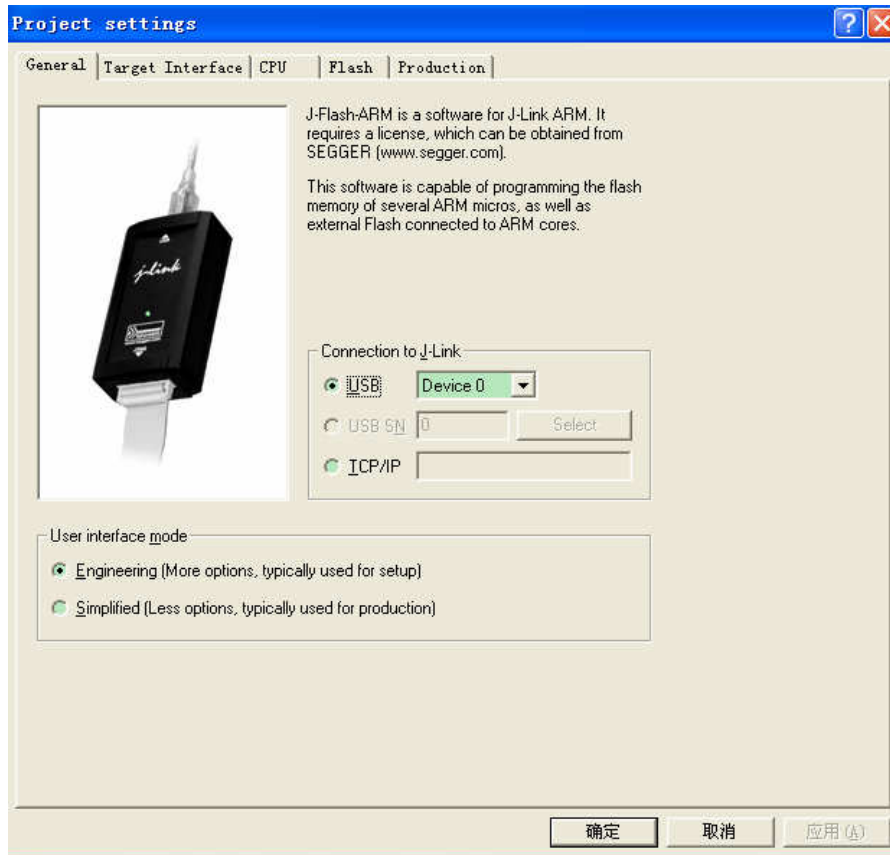 Project settings
General Target Interface CPU Flash Production
J-Flash-ARM is a software for J-Link ARM. It
requires a license, which can be obtained from
SEGGER (www.segger.com).
This software is capable of programming the flash
memory of several ARM micros, as well as
external Flash connected to ARM cores.
j-link
Connection to J-Link
USB Device 0
USB SN 0 Select
TCP/IP
User interface mode
Engineering (More options, typically used for setup)
Simplified (Less options, typically used for production)
确定 取消 应用(A)